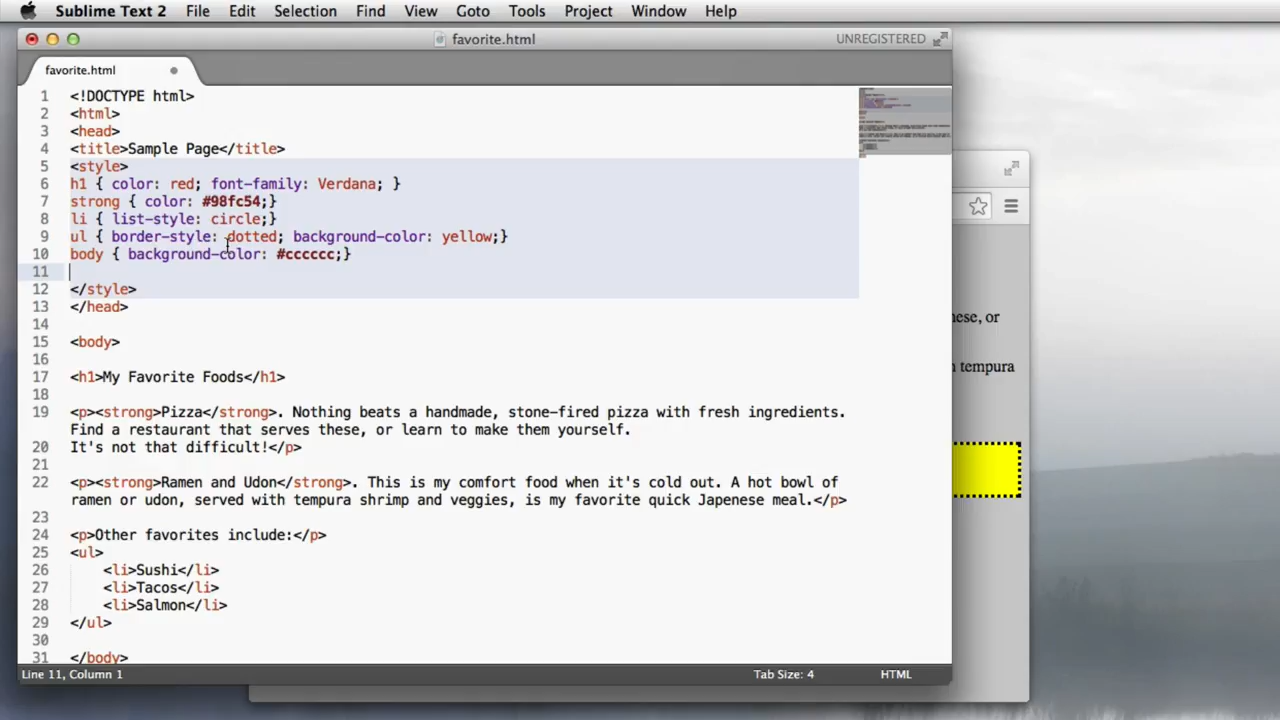 Sublime Text 2 File Edit Selection Find View Goto Tools Project Window Help
favorite.html UNREGISTERED
favorite.html
1 <!DOCTYPE html>
2 <html>
3 <head>
4 <title>Sample Page</title>
5 <style>
6 h1 { color: red; font-family: Verdana; }
7 strong { color: #98fc54;}
8 li { list-style: circle;}
9 ul { border-style: dotted; background-color: yellow;}
10 body { background-color: #cccccc;}
11
12 </style>
13 </head>
14
15 <body>
16
17 <h1>My Favorite Foods</h1>
18
19 <p><strong>Pizza</strong>. Nothing beats a handmade, stone-fired pizza with fresh ingredients.
Find a restaurant that serves these, or learn to make them yourself.
20 It's not that difficult!</p>
21
22 <p><strong>Ramen and Udon</strong>. This is my comfort food when it's cold out. A hot bowl of
ramen or udon, served with tempura shrimp and veggies, is my favorite quick Japenese meal.</p>
23
24 <p>Other favorites include:</p>
25 <ul>
26 <li>Sushi</li>
27 <li>Tacos</li>
28 <li>Salmon</li>
29 </ul>
30
31 </body>
Line 11, Column 1 Tab Size: 4 HTML
ese, or
tempura